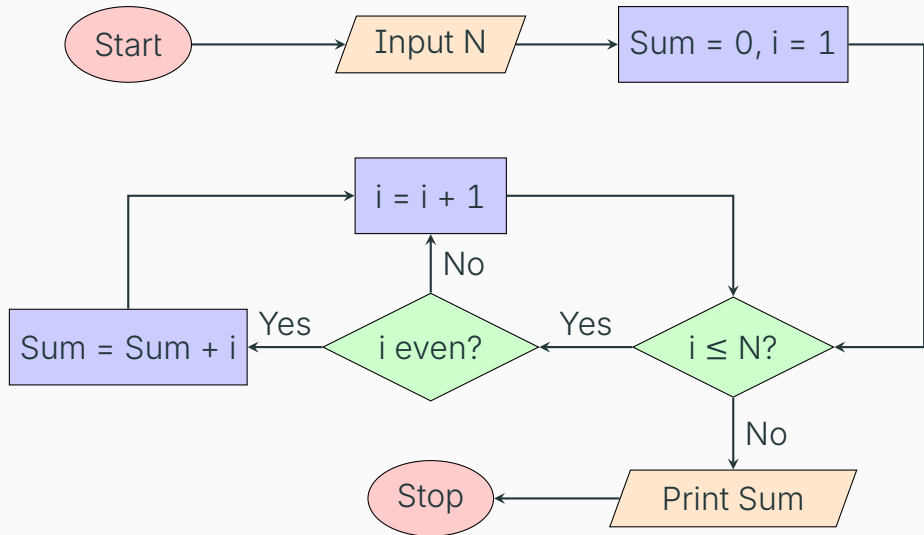 Start
Input N
Sum = 0, i = 1
i = i + 1
No
Sum = Sum + i
Yes
i even?
Yes
i ≤ N?
No
Stop
Print Sum